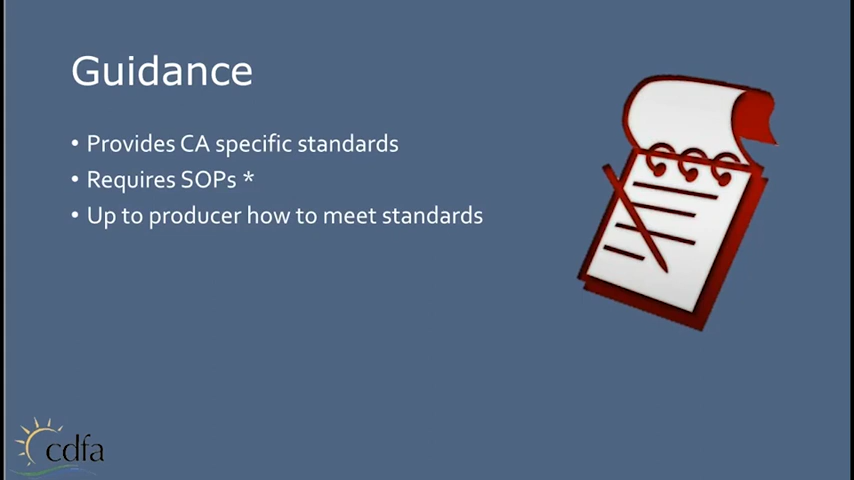 Guidance
• Provides CA specific standards
• Requires SOPs *
• Up to producer how to meet standards
cdfa